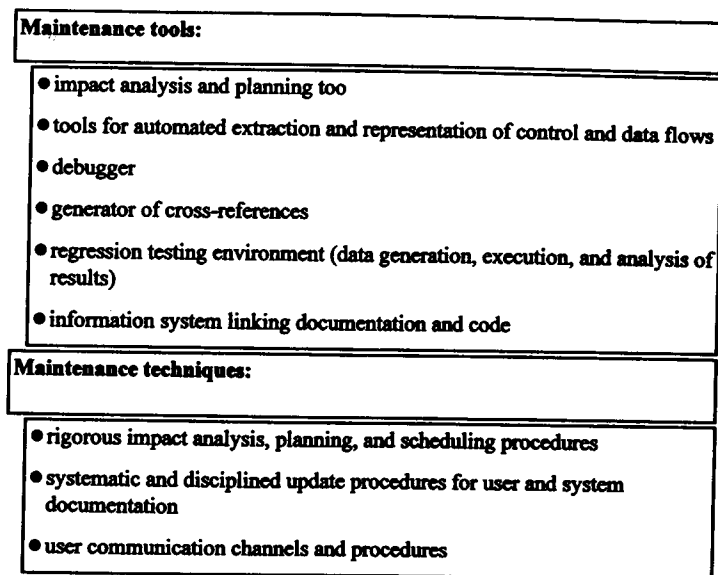 Maintenance tools:
● impact analysis and planning too
● tools for automated extraction and representation of control and data flows
● debugger
● generator of cross-references
● regression testing environment (data generation, execution, and analysis of
results)
● information system linking documentation and code
Maintenance techniques:
● rigorous impact analysis, planning, and scheduling procedures
● systematic and disciplined update procedures for user and system
documentation
● user communication channels and procedures